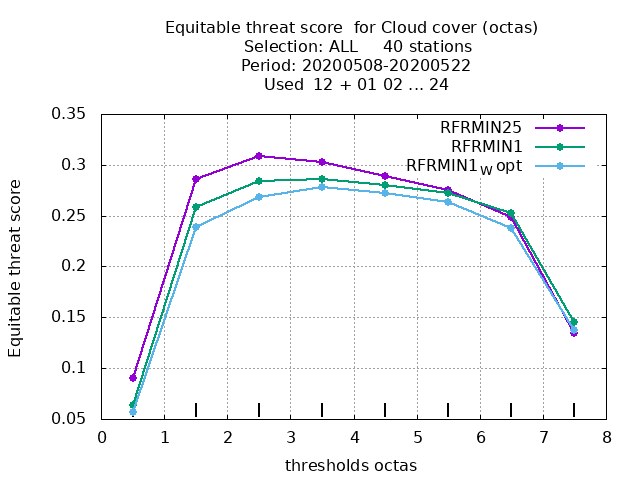 Equitable threat score  for Cloud cover (octas)
Selection: ALL     40 stations
Period: 20200508-20200522
Used  12 + 01 02 ... 24
RFRMIN25
RFRMIN1
RFRMIN1W opt
Equitable threat score
0.35
0.3
0.25
0.2
0.15
0.1
0.05
0 1 2 3 4 5 6 7 8
thresholds octas